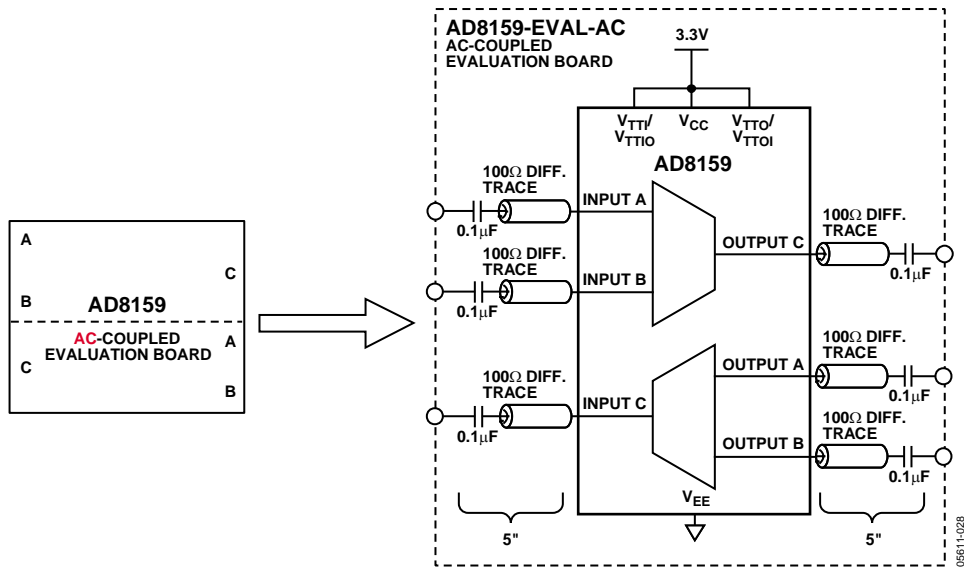 A
B
C
AD8159
AC-COUPLED
EVALUATION BOARD
C
A
B
AD8159-EVAL-AC
AC-COUPLED
EVALUATION BOARD
3.3V
VTTI/
VTTIO
VCC
VTTO/
VTTOI
AD8159
100Ω DIFF.
TRACE
INPUT A
0.1μF
100Ω DIFF.
TRACE
INPUT B
0.1μF
100Ω DIFF.
TRACE
INPUT C
0.1μF
5"
OUTPUT C
100Ω DIFF.
TRACE
0.1μF
OUTPUT A
100Ω DIFF.
TRACE
0.1μF
OUTPUT B
100Ω DIFF.
TRACE
0.1μF
VEE
5"
05611-028